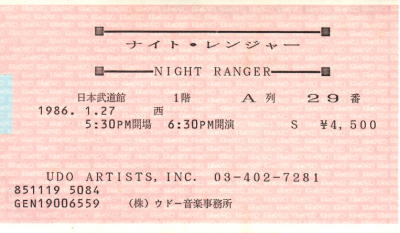 ナイト・レンジャー
NIGHT RANGER
日本武道館 1階 A列 29番
1986. 1.27 西
5:30PM開場 6:30PM開演 S ¥4,500
UDO ARTISTS, INC. 03-402-7281
851119 5084
GEN19006559 (株) ウドー音楽事務所